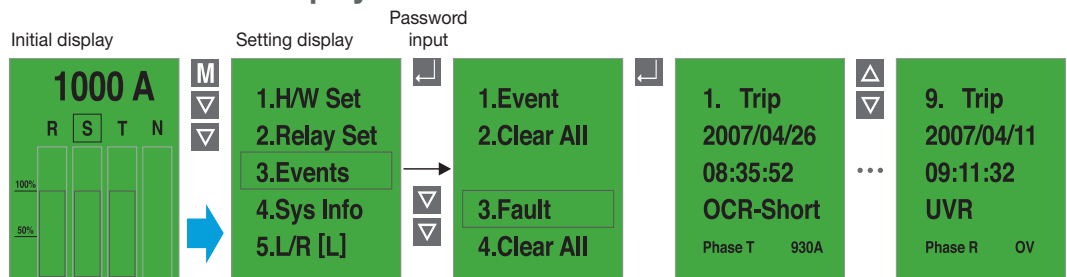 Password
input
Initial display
Setting display
1000 A
R S T N
100%
50%
M
1.H/W Set
2.Relay Set
3.Events
4.Sys Info
5.L/R [L]
1.Event
2.Clear All
3.Fault
4.Clear All
1. Trip
2007/04/26
08:35:52
OCR-Short
Phase T 930A
...
9. Trip
2007/04/11
09:11:32
UVR
Phase R OV